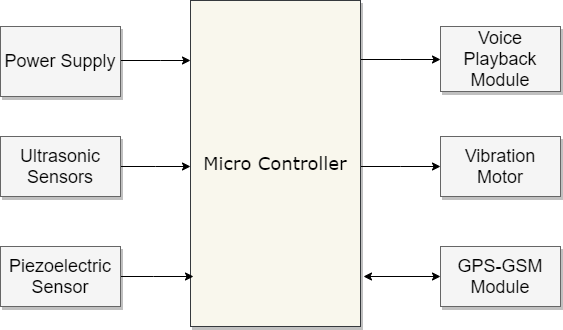 Power Supply
Ultrasonic
Sensors
Piezoelectric
Sensor
Micro Controller
Voice
Playback
Module
Vibration
Motor
GPS-GSM
Module